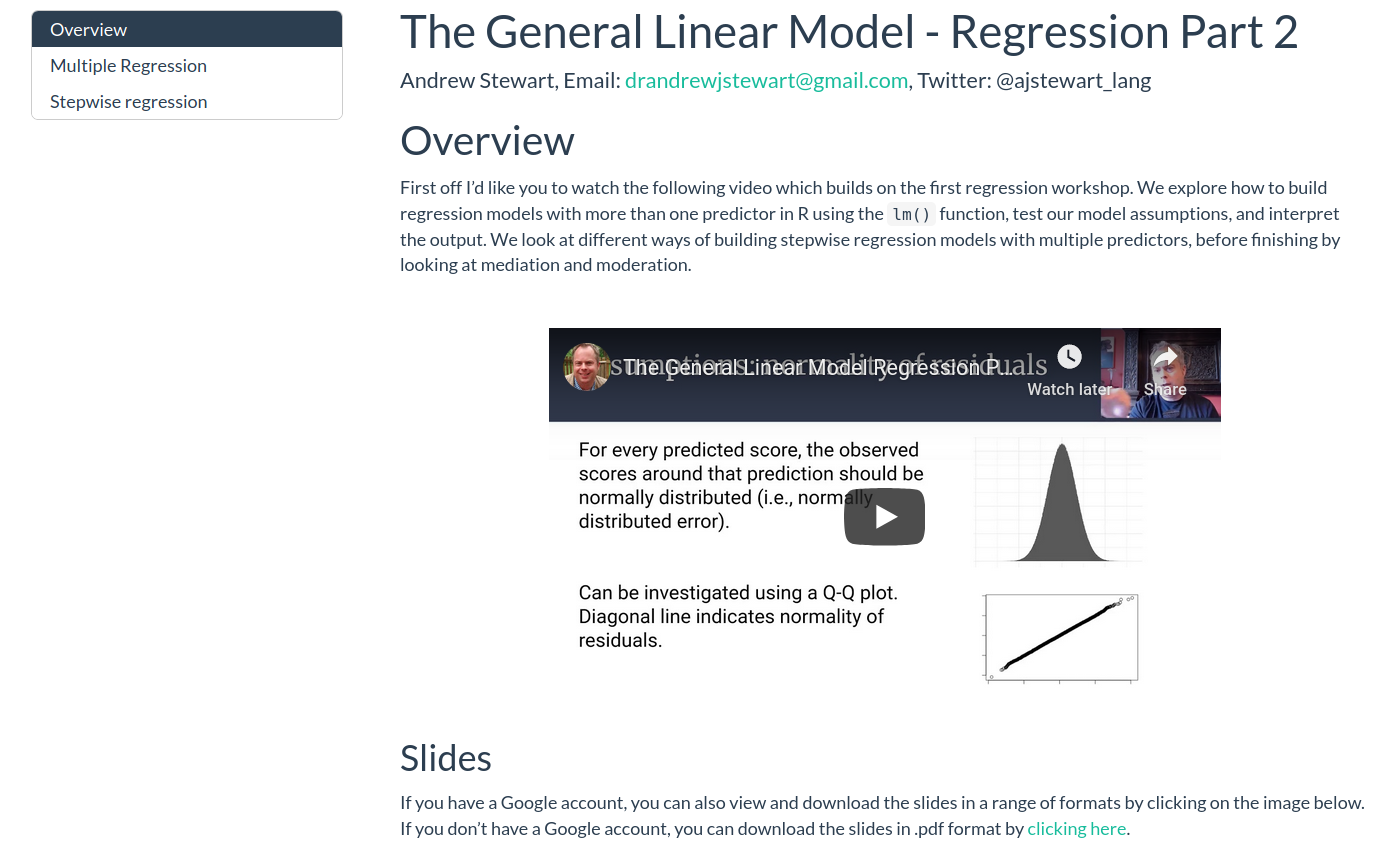 Overview
Multiple Regression
Stepwise regression
The General Linear Model - Regression Part 2
Andrew Stewart, Email: drandrewjstewart@gmail.com, Twitter: @ajstewart_lang
Overview
First off I’d like you to watch the following video which builds on the first regression workshop. We explore how to build
regression models with more than one predictor in R using the lm() function, test our model assumptions, and interpret
the output. We look at different ways of building stepwise regression models with multiple predictors, before finishing by
looking at mediation and moderation.
sumptions: normality of residuals
The General Linear Model Regression P...
Watch later
Share
For every predicted score, the observed
scores around that prediction should be
normally distributed (i.e., normally
distributed error).
Can be investigated using a Q-Q plot.
Diagonal line indicates normality of
residuals.
Slides
If you have a Google account, you can also view and download the slides in a range of formats by clicking on the image below.
If you don’t have a Google account, you can download the slides in .pdf format by clicking here.